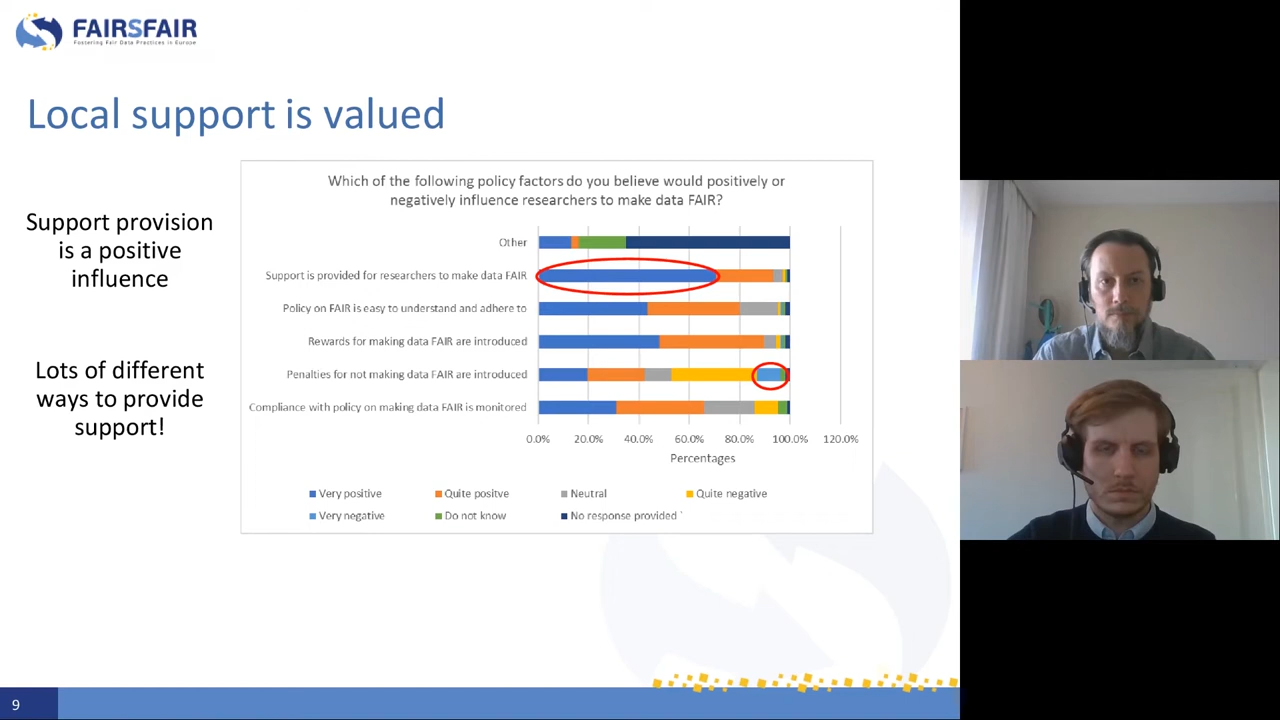 FAIRSFAIR
Fostering Fair Data Practices in Europe
Local support is valued
Support provision
is a positive
influence
Lots of different
ways to provide
support!
Which of the following policy factors do you believe would positively or
negatively influence researchers to make data FAIR?
Other
Support is provided for researchers to make data FAIR
Policy on FAIR is easy to understand and adhere to
Rewards for making data FAIR are introduced
Penalties for not making data FAIR are introduced
Compliance with policy on making data FAIR is monitored
0.0% 20.0% 40.0% 60.0% 80.0% 100.0% 120.0%
Percentages
Very positive Quite positve Neutral Quite negative
Very negative Do not know No response provided `
9